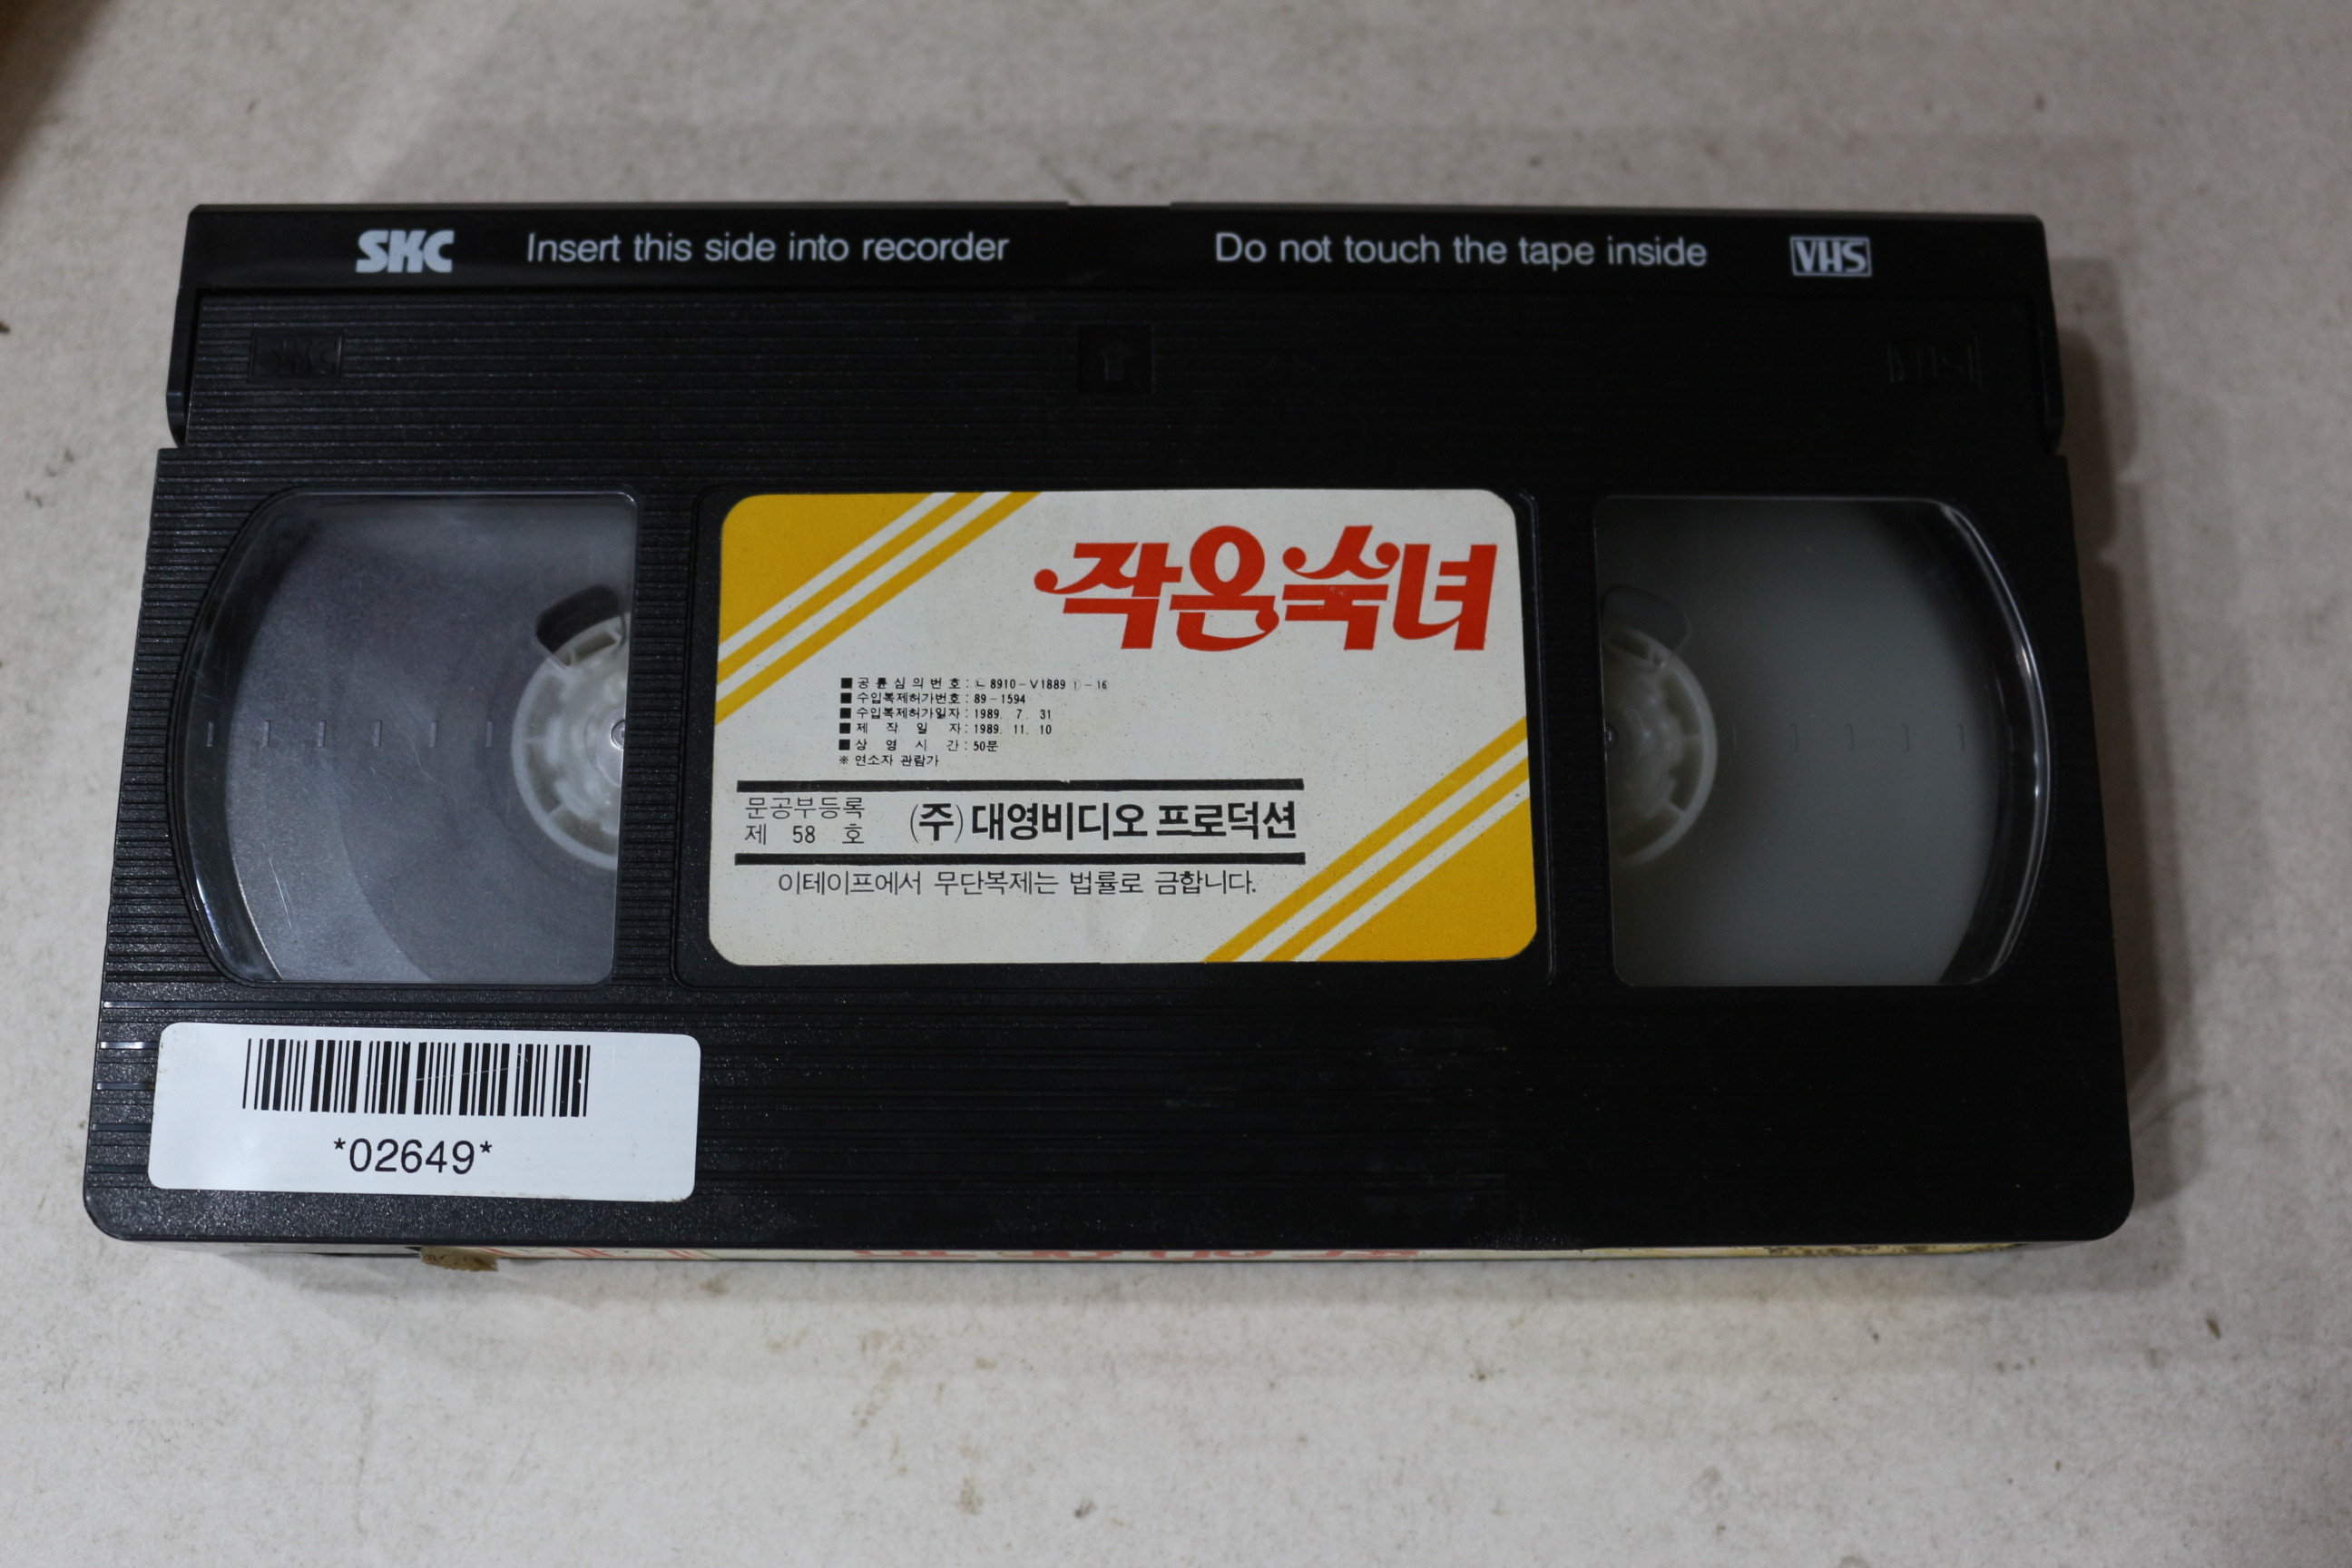 SKC Insert this side into recorder Do not touch the tape inside VHS
SKC
작은숙녀
■ 공륜심의번호 : ㄴ 8910-V1889 ①-16
■ 수입복제허가번호 : 89-1594
■ 수입복제허가일자 : 1989. 7. 31
■ 제작일자 : 1989. 11. 10
■ 상영시간 : 50분
※ 연소자 관람가
문공부등록
제 58 호
(주) 대영비디오 프로덕션
이테이프에서 무단복제는 법률로 금합니다.
*02649*